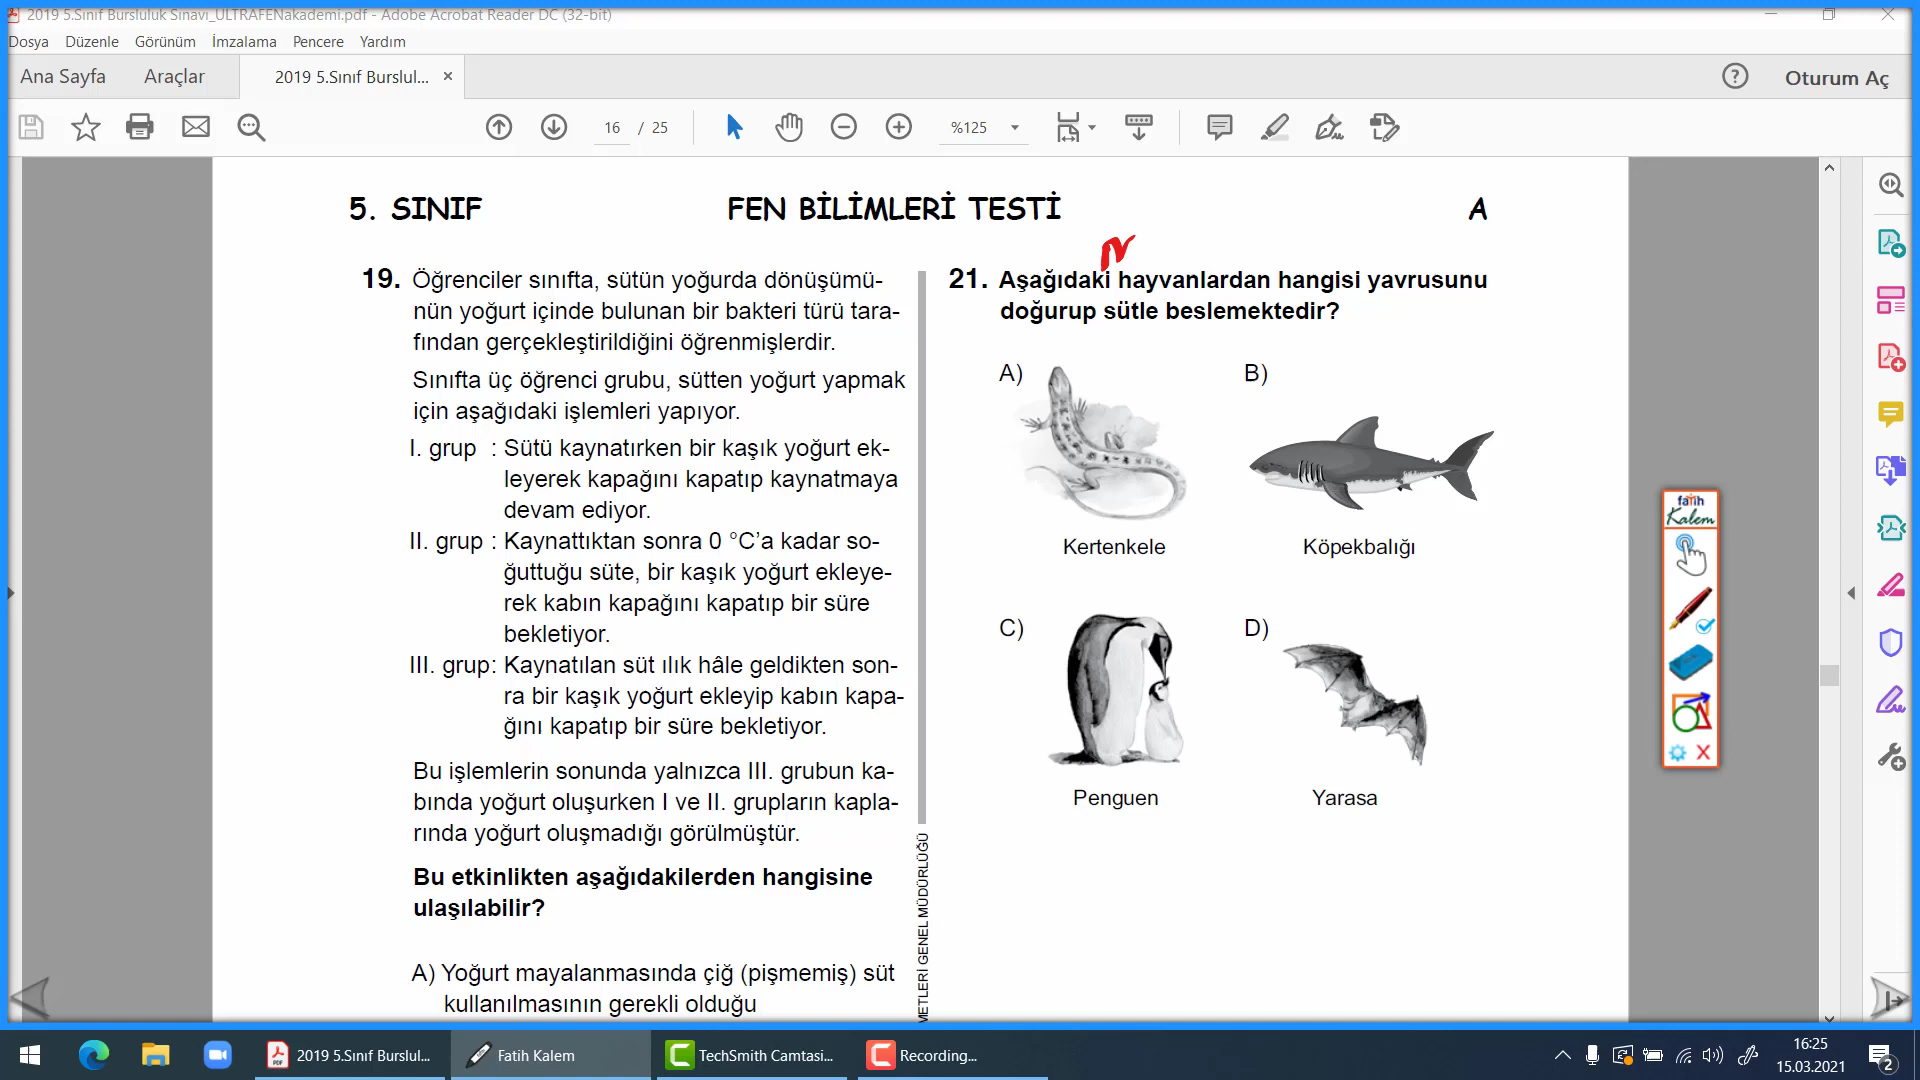 2019 5.Sınıf Bursluluk Sınavı_ULTRAFENakademi.pdf - Adobe Acrobat Reader DC (32-bit)
Dosya Düzenle Görünüm İmzalama Pencere Yardım
Ana Sayfa Araçlar 2019 5.Sınıf Burslul... × Oturum Aç
16 / 25 %125
5. SINIF FEN BİLİMLERİ TESTİ A
19. Öğrenciler sınıfta, sütün yoğurda dönüşümü-
nün yoğurt içinde bulunan bir bakteri türü tara-
fından gerçekleştirildiğini öğrenmişlerdir.
Sınıfta üç öğrenci grubu, sütten yoğurt yapmak
için aşağıdaki işlemleri yapıyor.
I. grup : Sütü kaynatırken bir kaşık yoğurt ek-
leyerek kapağını kapatıp kaynatmaya
devam ediyor.
II. grup : Kaynattıktan sonra 0 °C’a kadar so-
ğuttuğu süte, bir kaşık yoğurt ekleye-
rek kabın kapağını kapatıp bir süre
bekletiyor.
III. grup: Kaynatılan süt ılık hâle geldikten son-
ra bir kaşık yoğurt ekleyip kabın kapa-
ğını kapatıp bir süre bekletiyor.
Bu işlemlerin sonunda yalnızca III. grubun ka-
bında yoğurt oluşurken I ve II. grupların kapla-
rında yoğurt oluşmadığı görülmüştür.
Bu etkinlikten aşağıdakilerden hangisine
ulaşılabilir?
A) Yoğurt mayalanmasında çiğ (pişmemiş) süt
kullanılmasının gerekli olduğu
METLERİ GENEL MÜDÜRLÜĞÜ
21. Aşağıdaki hayvanlardan hangisi yavrusunu
doğurup sütle beslemektedir?
A) B)
Kertenkele Köpekbalığı
C) D)
Penguen Yarasa
fatih
Kalem
2019 5.Sınıf Burslul... Fatih Kalem TechSmith Camtasi... Recording...
16:25
15.03.2021
2